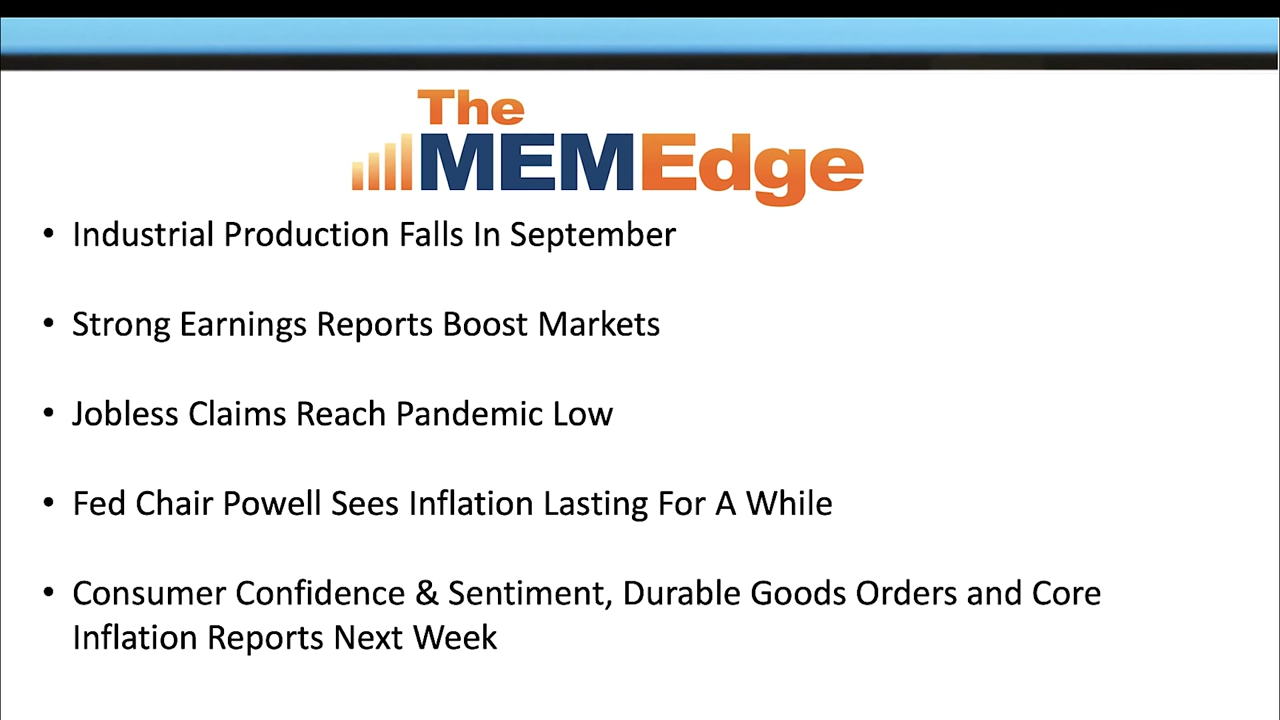 The
MEMEdge
• Industrial Production Falls In September
• Strong Earnings Reports Boost Markets
• Jobless Claims Reach Pandemic Low
• Fed Chair Powell Sees Inflation Lasting For A While
• Consumer Confidence & Sentiment, Durable Goods Orders and Core
Inflation Reports Next Week